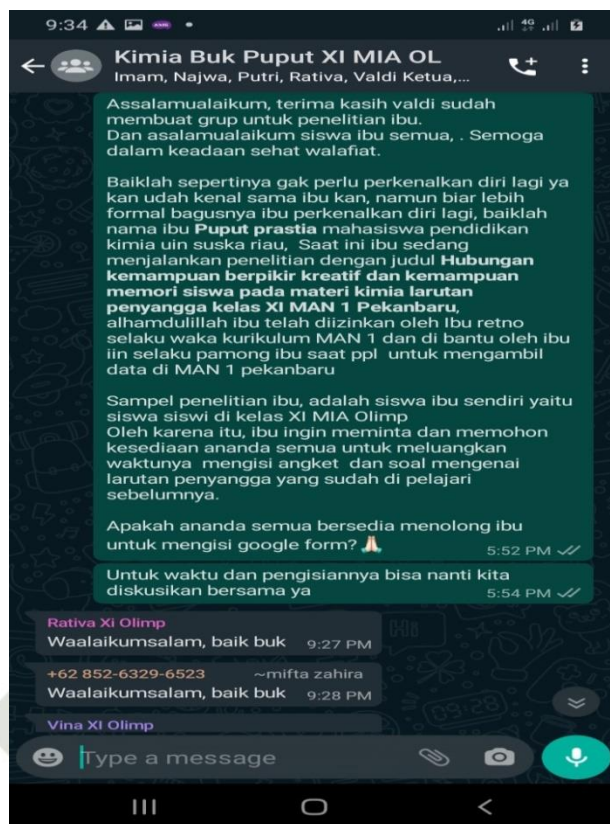 9:34
4G
Kimia Buk Puput XI MIA OL
Imam, Najwa, Putri, Rativa, Valdi Ketua,...
Assalamualaikum, terima kasih valdi sudah
membuat grup untuk penelitian ibu.
Dan asalamualaikum siswa ibu semua, . Semoga
dalam keadaan sehat walafiat.
Baiklah sepertinya gak perlu perkenalkan diri lagi ya
kan udah kenal sama ibu kan, namun biar lebih
formal bagusnya ibu perkenalkan diri lagi, baiklah
nama ibu Puput prastia mahasiswa pendidikan
kimia uin suska riau, Saat ini ibu sedang
menjalankan penelitian dengan judul Hubungan
kemampuan berpikir kreatif dan kemampuan
memori siswa pada materi kimia larutan
penyangga kelas XI MAN 1 Pekanbaru,
alhamdulillah ibu telah diizinkan oleh Ibu retno
selaku waka kurikulum MAN 1 dan di bantu oleh ibu
iin selaku pamong ibu saat ppl untuk mengambil
data di MAN 1 pekanbaru
Sampel penelitian ibu, adalah siswa ibu sendiri yaitu
siswa siswi di kelas XI MIA Olimp
Oleh karena itu, ibu ingin meminta dan memohon
kesediaan ananda semua untuk meluangkan
waktunya mengisi angket dan soal mengenai
larutan penyangga yang sudah di pelajari
sebelumnya.
Apakah ananda semua bersedia menolong ibu
untuk mengisi google form? 🙏🏻
5:52 PM
Untuk waktu dan pengisiannya bisa nanti kita
diskusikan bersama ya
5:54 PM
Rativa Xi Olimp
Waalaikumsalam, baik buk 9:27 PM
+62 852-6329-6523 ~mifta zahira
Waalaikumsalam, baik buk 9:28 PM
Vina XI Olimp
Type a message